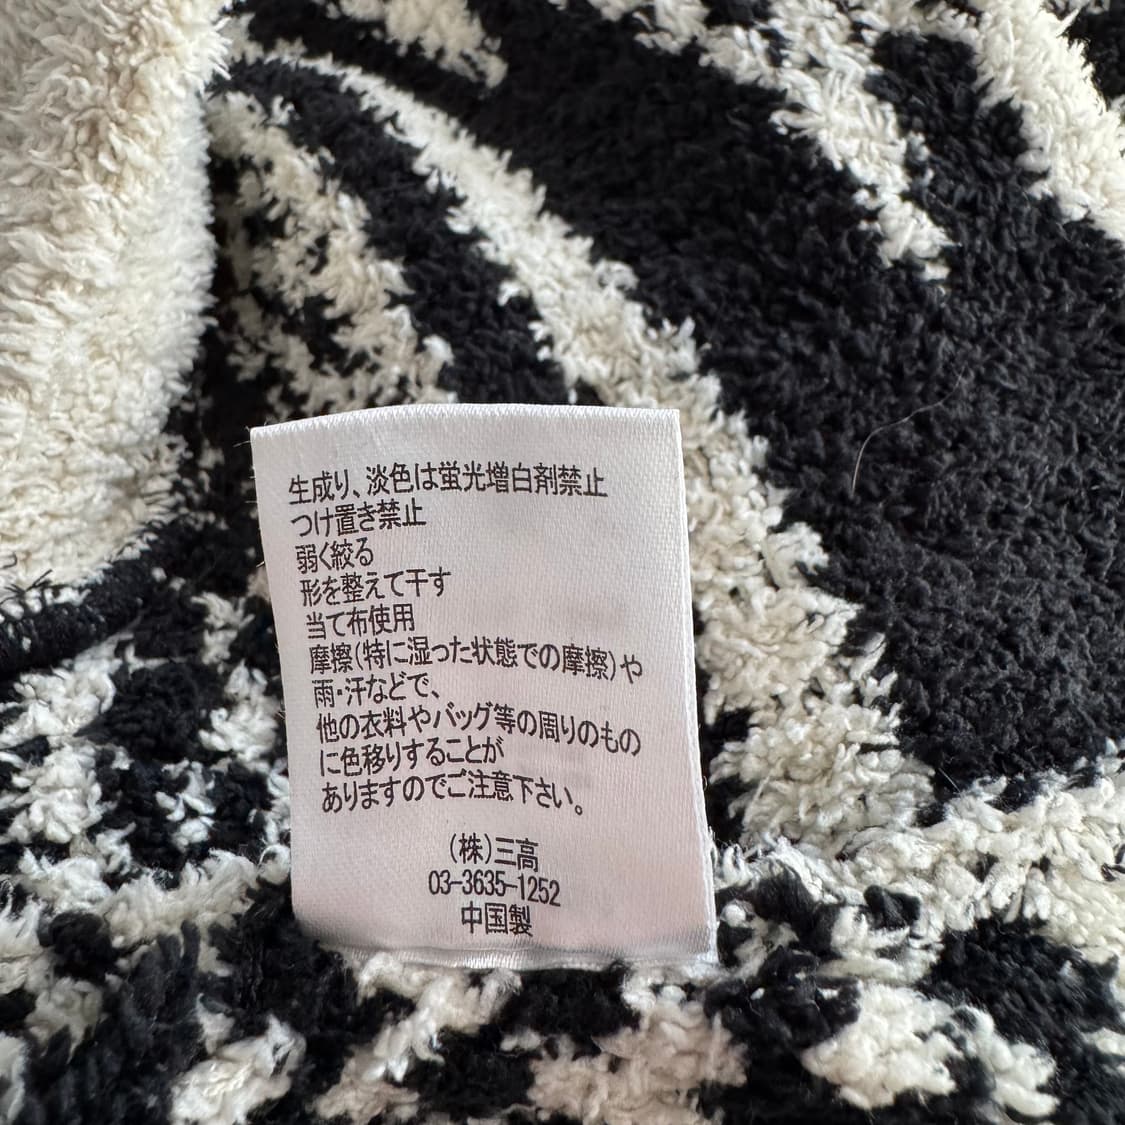 生成り、淡色は蛍光増白剤禁止
つけ置き禁止
弱く絞る
形を整えて干す
当て布使用
摩擦(特に湿った状態での摩擦)や
雨・汗などで、
他の衣料やバッグ等の周りのもの
に色移りすることが
ありますのでご注意下さい。
(株)三高
03-3635-1252
中国製